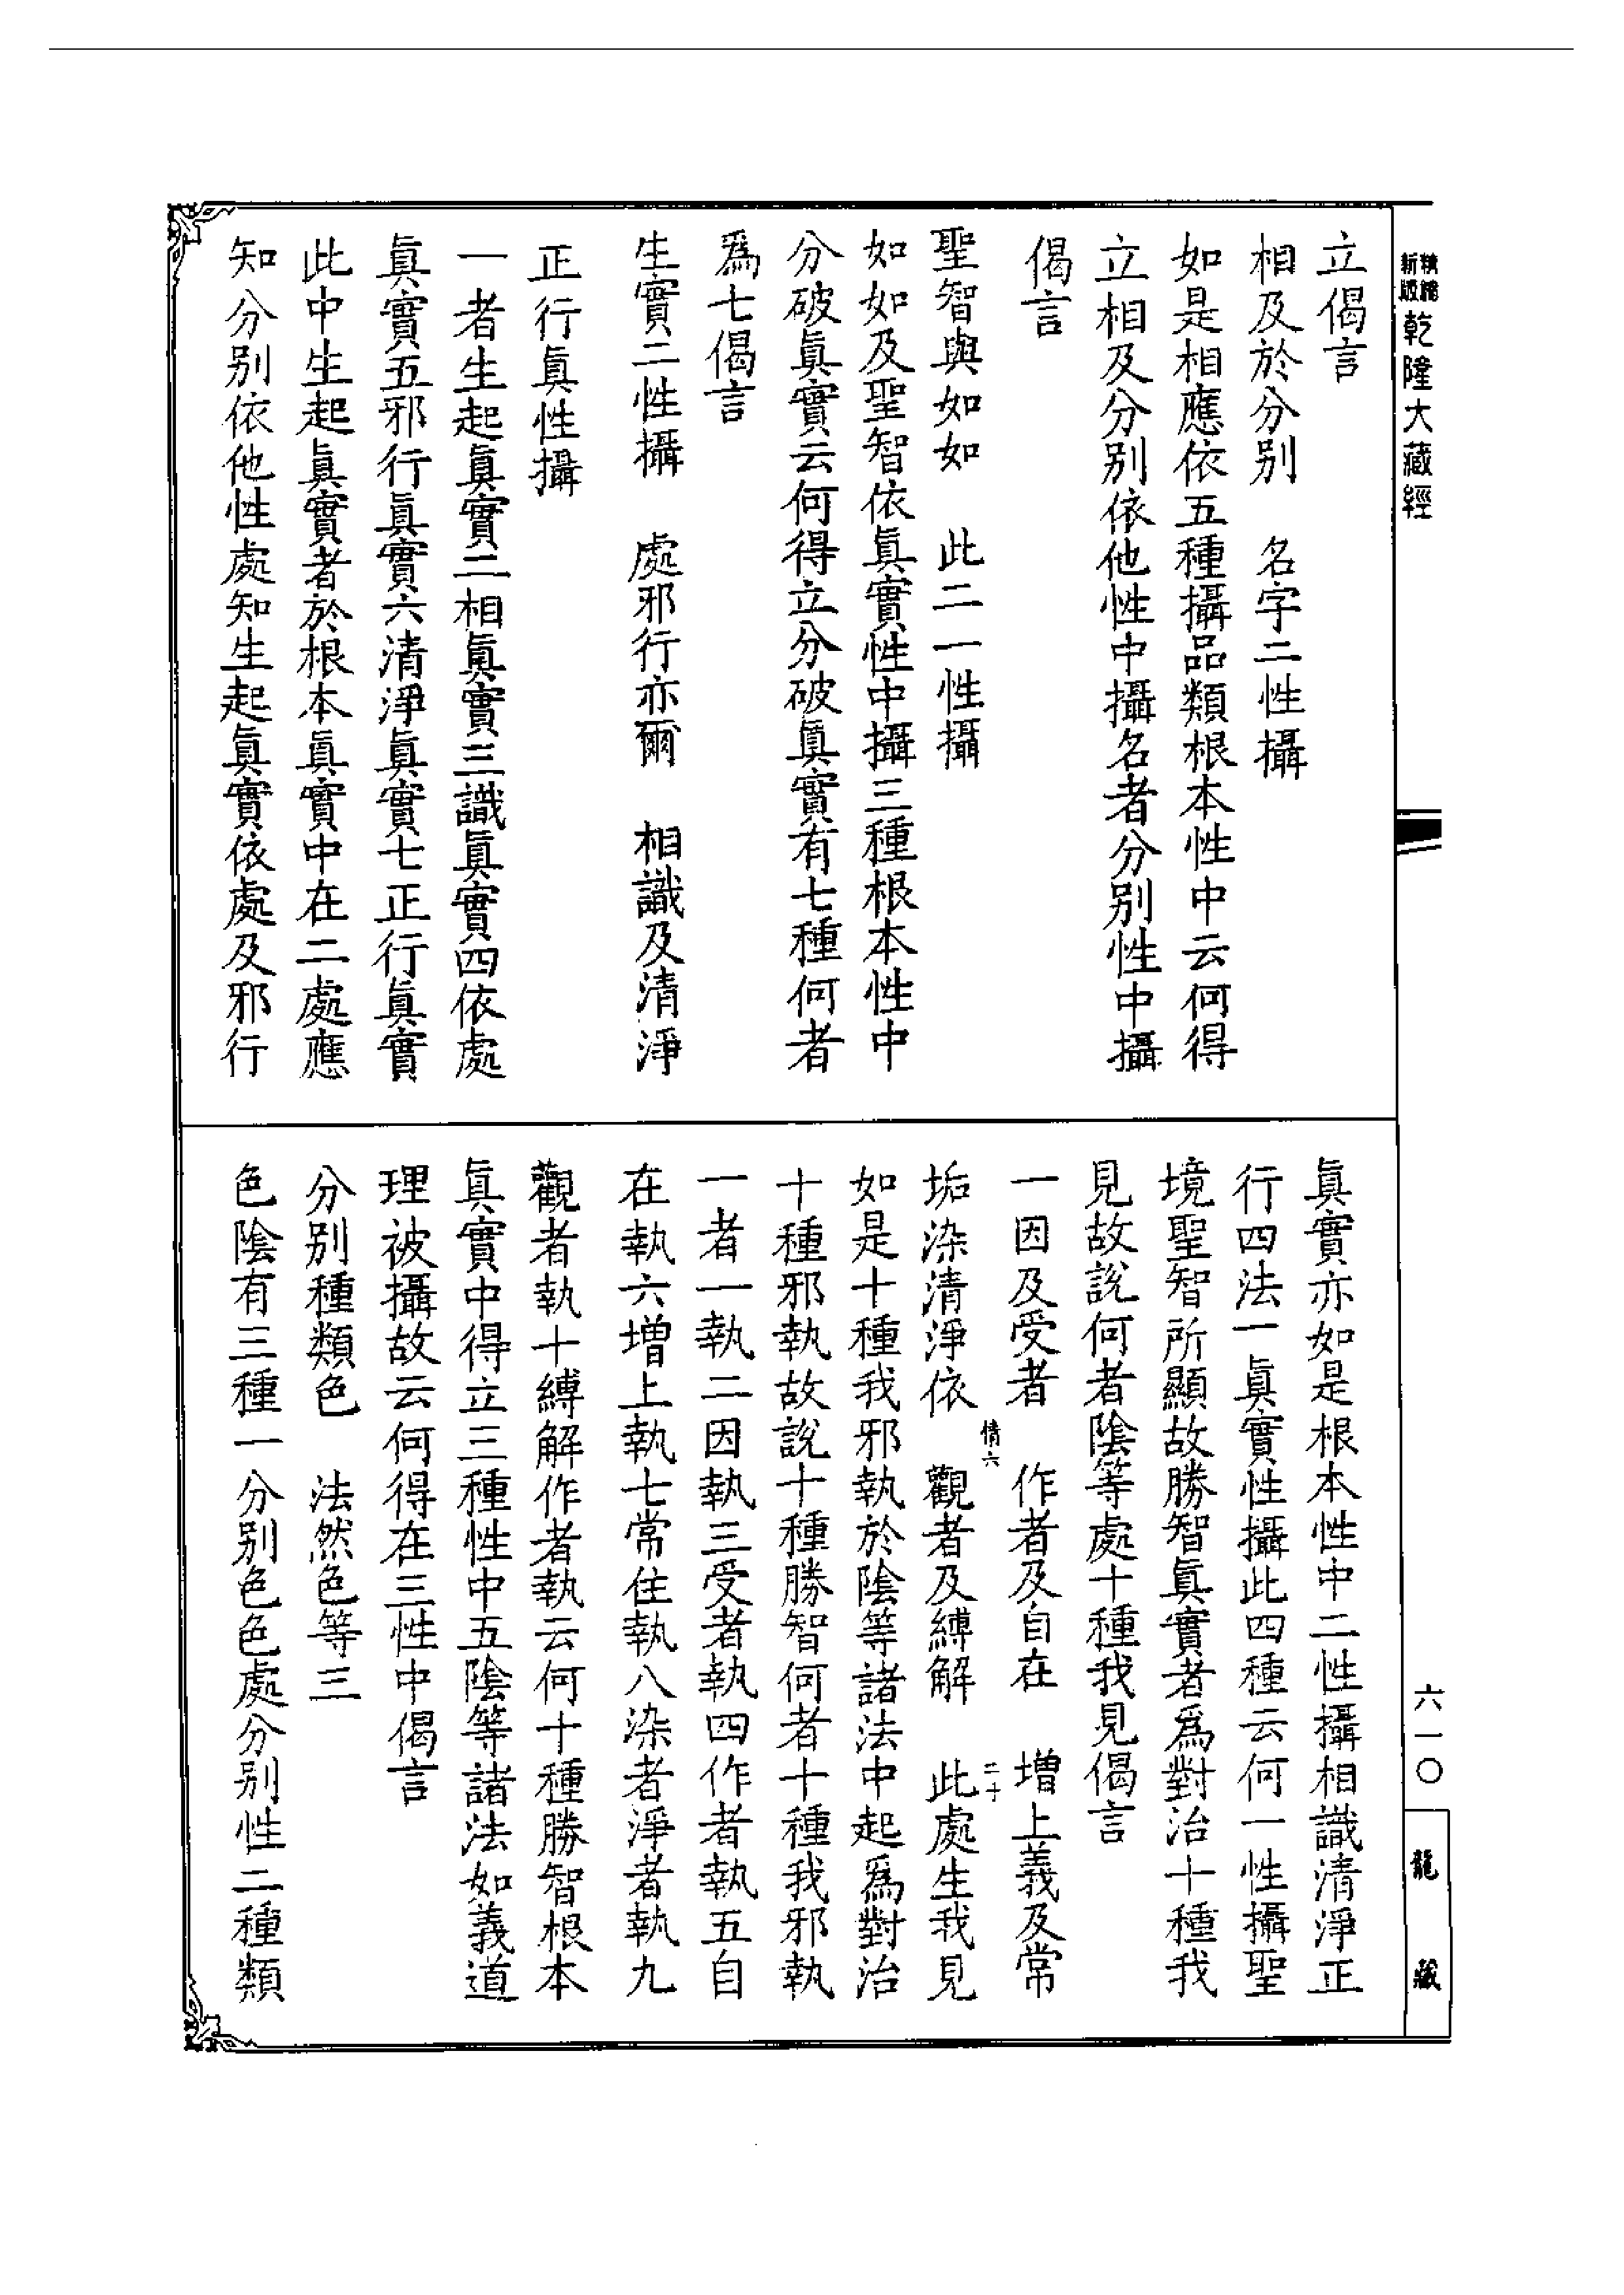 精縮新版乾隆大藏經
立偈言
相及於分別　名字二性攝
如是相應依五種攝品類根本性中云何得
立相及分別依他性中攝名者分別性中攝
偈言
聖智與如如　此二一性攝
如如及聖智依眞實性中攝三種根本性中
分破眞實云何得立分破眞實有七種何者
爲七偈言
生實二性攝　處邪行亦爾　相識及清淨
正行眞性攝
一者生起眞實二相眞實三識眞實四依處
眞實五邪行眞實六清淨眞實七正行眞實
此中生起眞實者於根本眞實中在二處應
知分別依他性處知生起眞實依處及邪行
眞實亦如是根本性中二性攝相識清淨正
行四法一眞實性攝此四種云何一性攝聖
境聖智所顯故勝智眞實者爲對治十種我
見故說何者陰等處十種我見偈言
一因及受者　作者及自在　增上義及常
情六　二十
垢染清淨依　觀者及縛解　此處生我見
如是十種我邪執於陰等諸法中起爲對治
十種邪執故說十種勝智何者十種我邪執
一者一執二因執三受者執四作者執五自
在執六增上執七常住執八染者淨者執九
觀者執十縛解作者執云何十種勝智根本
眞實中得立三種性中五陰等諸法如義道
理被攝故云何得在三性中偈言
分別種類色　法然色等三
色陰有三種一分別色色處分別性二種類
六一〇
龍藏